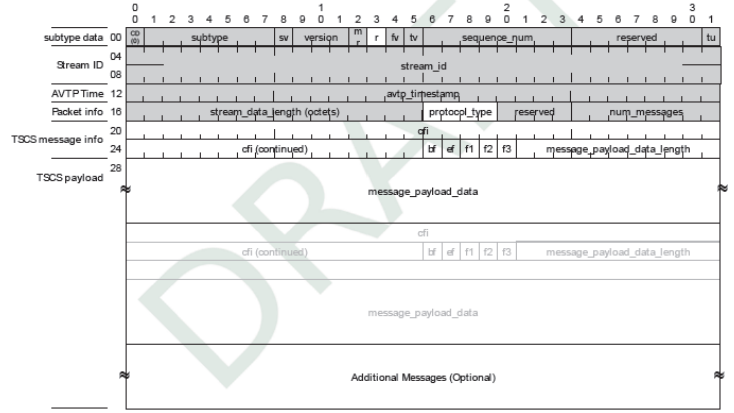 0 1 2 3
0 1 2 3 4 5 6 7 8 9 0 1 2 3 4 5 6 7 8 9 0 1 2 3 4 5 6 7 8 9 0 1
subtype data 00 CD (0) subtype sv version m r r fv tv sequence_num reserved tu
Stream ID 04
stream_id
08
AVTP Time 12 avtp_timestamp
Packet info 16 stream_data_length (octets) protocol_type reserved num_messages
20 cfi
TSCS message info
24 cfi (continued) bf ef f1 f2 f3 message_payload_data_length
28
TSCS payload
message_payload_data
cfi
cfi (continued) bf ef f1 f2 f3 message_payload_data_length
message_payload_data
Additional Messages (Optional)
DRAFT